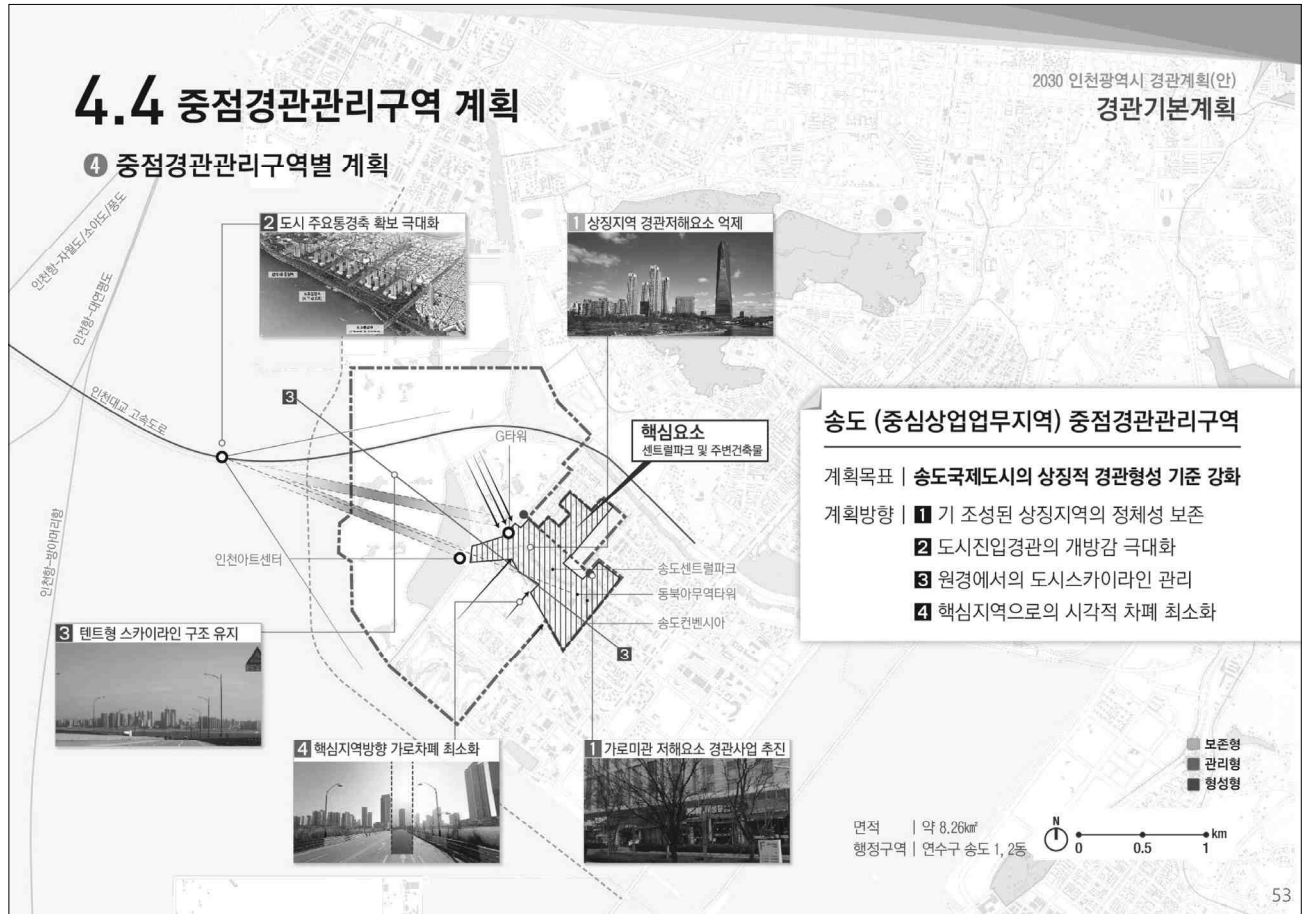 2030 인천광역시 경관계획(안)
경관기본계획
4.4 중점경관관리구역 계획
4 중점경관관리구역별 계획
2 도시 주요통경축 확보 극대화
1 상징지역 경관저해요소 억제
인천항-자월도/소이도/풍도
인천항-대연평도
인천대교 고속도로
인천항-방아머리항
3
G타워
핵심요소
센트럴파크 및 주변건축물
인천아트센터
송도센트럴파크
동북아무역타워
송도컨벤시아
3
송도 (중심상업업무지역) 중점경관관리구역
계획목표 | 송도국제도시의 상징적 경관형성 기준 강화
계획방향 | 1 기 조성된 상징지역의 정체성 보존
2 도시진입경관의 개방감 극대화
3 원경에서의 도시스카이라인 관리
4 핵심지역으로의 시각적 차폐 최소화
3 텐트형 스카이라인 구조 유지
4 핵심지역방향 가로차폐 최소화
1 가로미관 저해요소 경관사업 추진
보존형
관리형
형성형
면적 | 약 8.26㎢
행정구역 | 연수구 송도 1, 2동
N
0 0.5 1 km
53